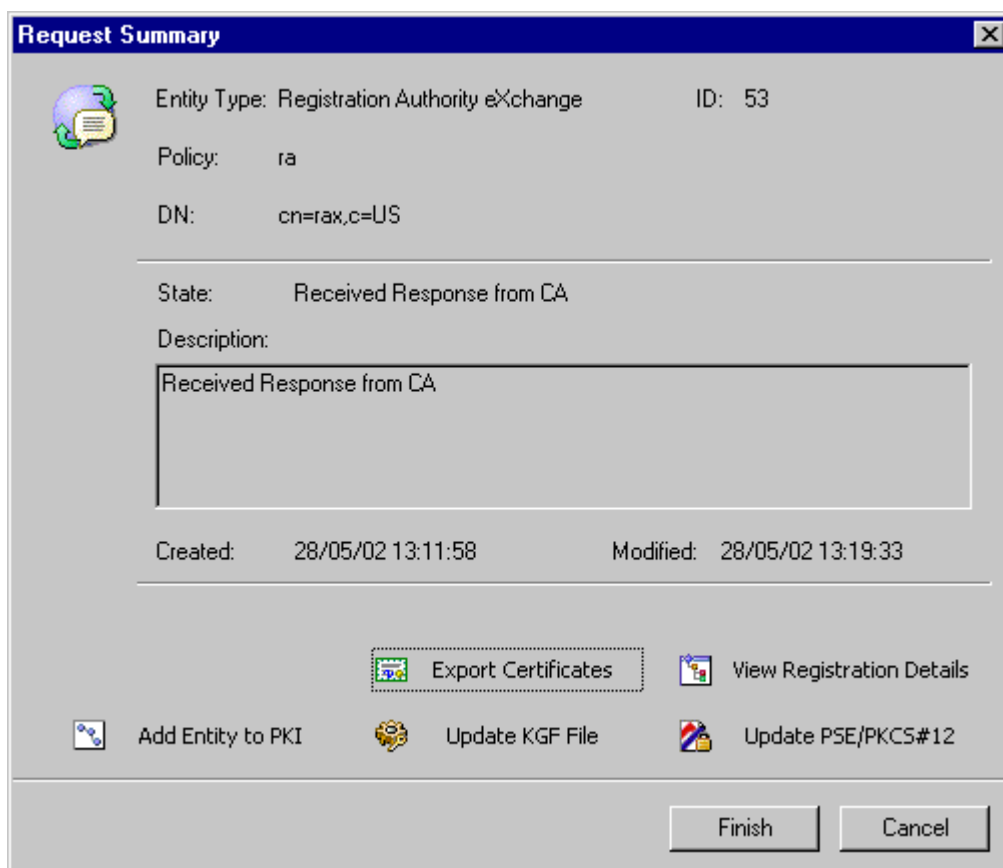 Request Summary
Entity Type: Registration Authority eXchange ID: 53
Policy: ra
DN: cn=rax,c=US
State: Received Response from CA
Description:
Received Response from CA
Created: 28/05/02 13:11:58 Modified: 28/05/02 13:19:33
Export Certificates View Registration Details
Add Entity to PKI Update KGF File Update PSE/PKCS#12
Finish Cancel